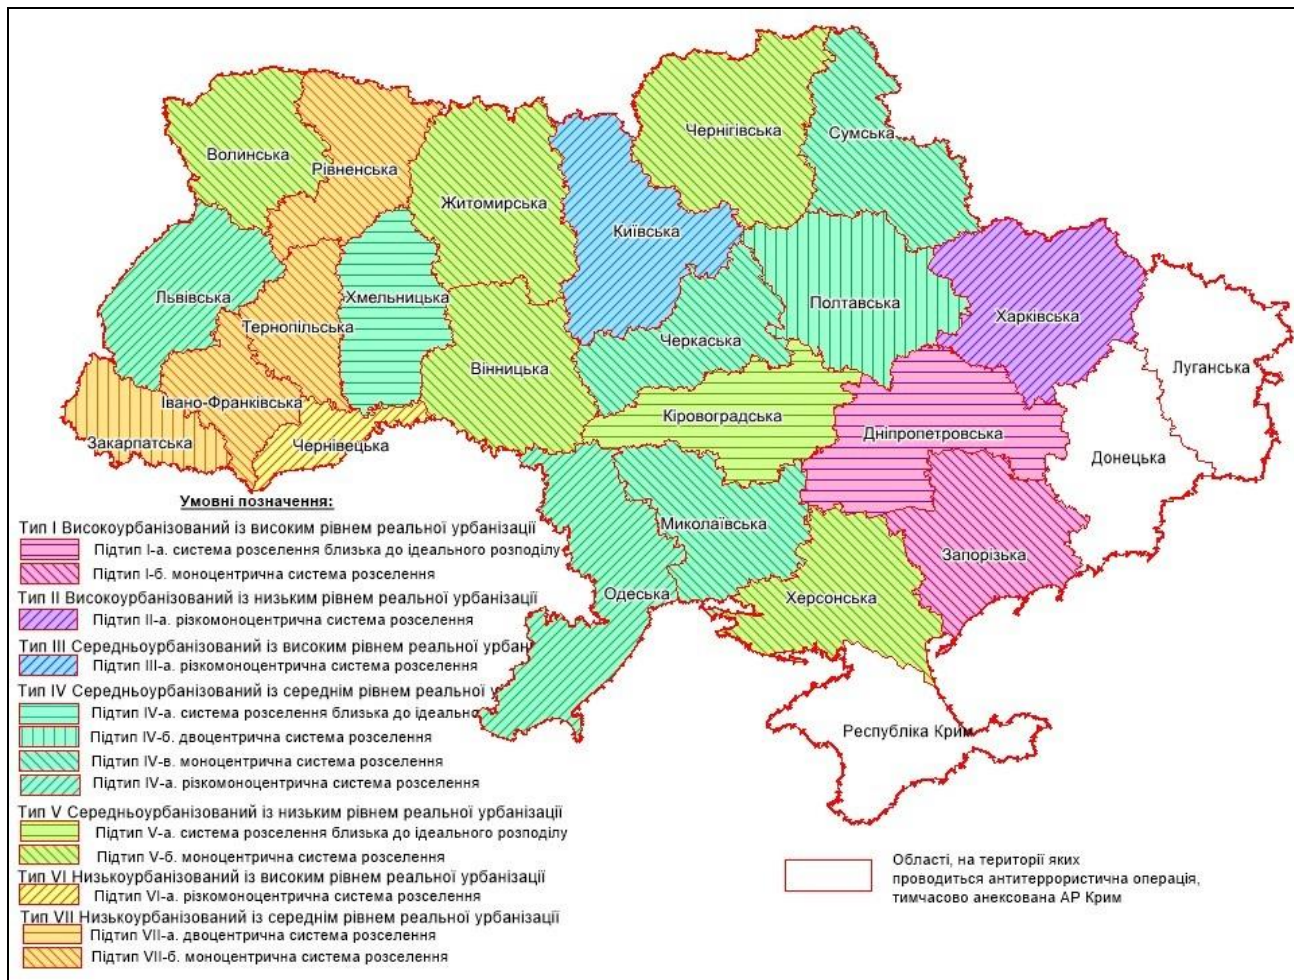 Чернігівська
Сумська
Волинська
Рівненська
Житомирська
Київська
Львівська
Хмельницька
Тернопільська
Полтавська
Харківська
Черкаська
Вінницька
Луганська
Івано-Франківська
Кіровоградська
Закарпатська
Чернівецька
Дніпропетровська
Донецька
Миколаївська
Запорізька
Одеська
Херсонська
Республіка Крим
Умовні позначення:
Тип I Високоурбанізований із високим рівнем реальної урбанізації
Підтип I-а. система розселення близька до ідеального розподілу
Підтип I-б. моноцентрична система розселення
Тип II Високоурбанізований із низьким рівнем реальної урбанізації
Підтип II-а. різкомоноцентрична система розселення
Тип III Середньоурбанізований із високим рівнем реальної урбан
Підтип III-а. різкомоноцентрична система розселення
Тип IV Середньоурбанізований із середнім рівнем реальної у
Підтип IV-а. система розселення близька до ідеально
Підтип IV-б. двоцентрична система розселення
Підтип IV-в. моноцентрична система розселення
Підтип IV-а. різкомоноцентрична система розселення
Тип V Середньоурбанізований із низьким рівнем реальної урбанізації
Підтип V-а. система розселення близька до ідеального розподілу
Підтип V-б. моноцентрична система розселення
Тип VI Низькоурбанізований із високим рівнем реальної урбанізації
Підтип VI-а. різкомоноцентрична система розселення
Тип VII Низькоурбанізований із середнім рівнем реальної урбанізації
Підтип VII-а. двоцентрична система розселення
Підтип VII-б. моноцентрична система розселення
Області, на території яких
проводиться антитеррористична операція,
тимчасово анексована АР Крим